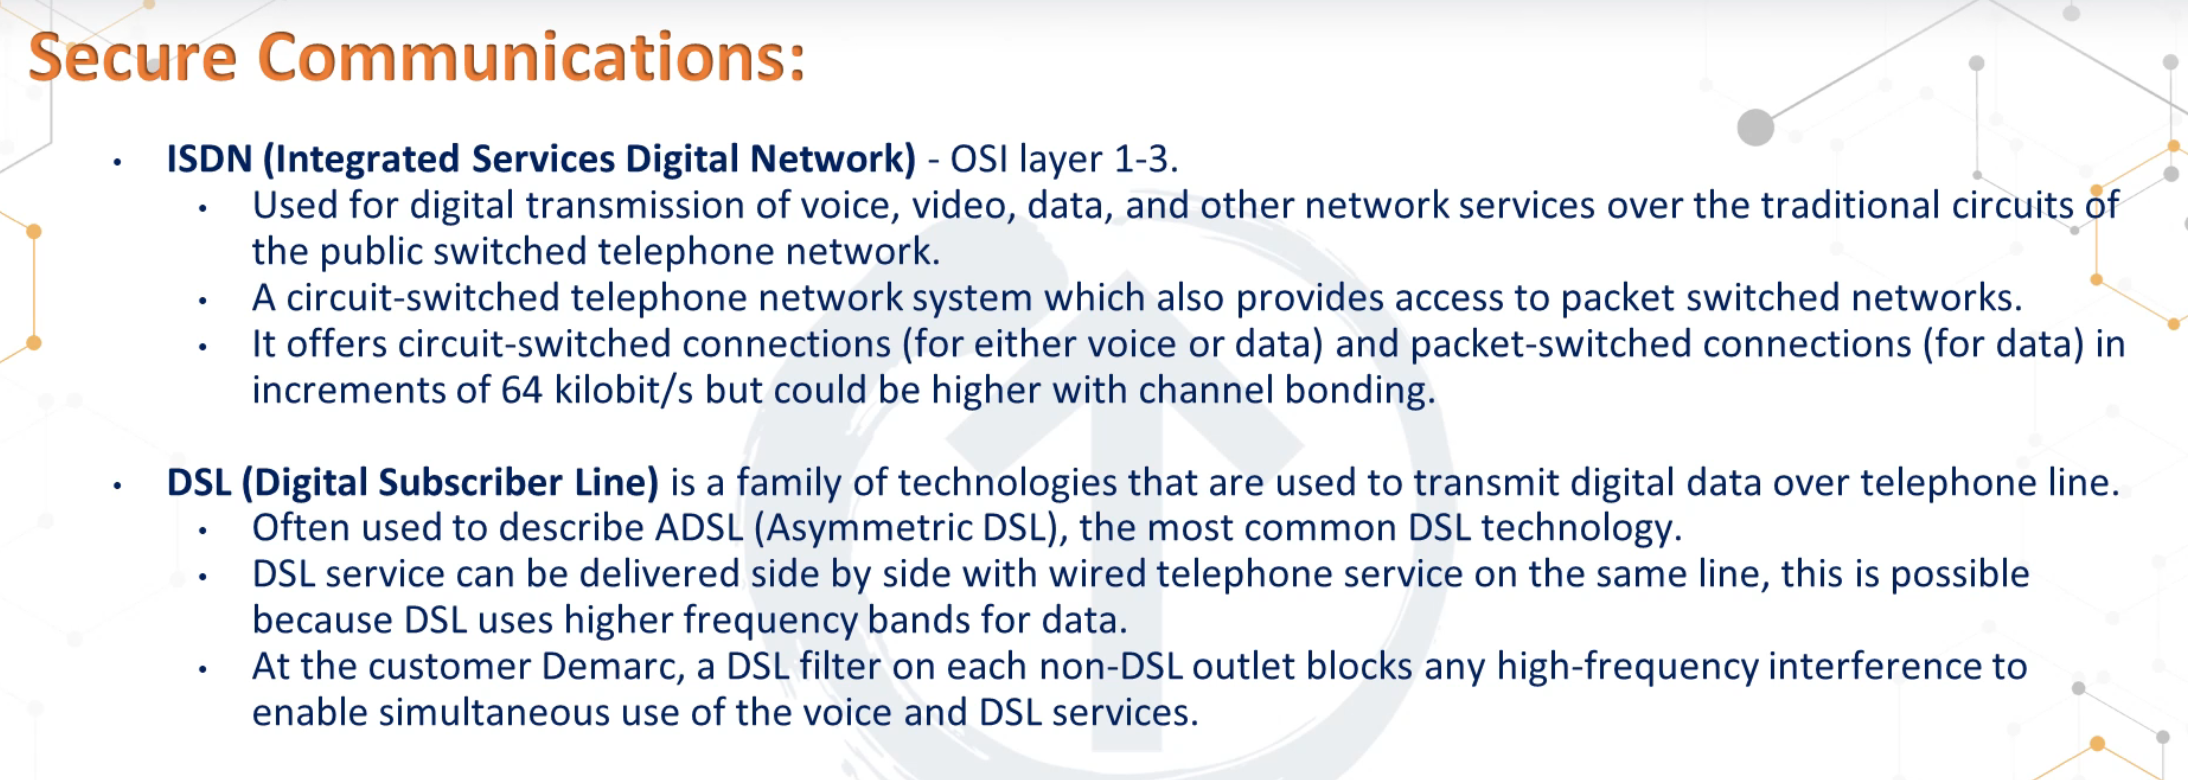 Secure Communications:
• ISDN (Integrated Services Digital Network) - OSI layer 1-3.
• Used for digital transmission of voice, video, data, and other network services over the traditional circuits of
the public switched telephone network.
• A circuit-switched telephone network system which also provides access to packet switched networks.
• It offers circuit-switched connections (for either voice or data) and packet-switched connections (for data) in
increments of 64 kilobit/s but could be higher with channel bonding.
• DSL (Digital Subscriber Line) is a family of technologies that are used to transmit digital data over telephone line.
• Often used to describe ADSL (Asymmetric DSL), the most common DSL technology.
• DSL service can be delivered side by side with wired telephone service on the same line, this is possible
because DSL uses higher frequency bands for data.
• At the customer Demarc, a DSL filter on each non-DSL outlet blocks any high-frequency interference to
enable simultaneous use of the voice and DSL services.